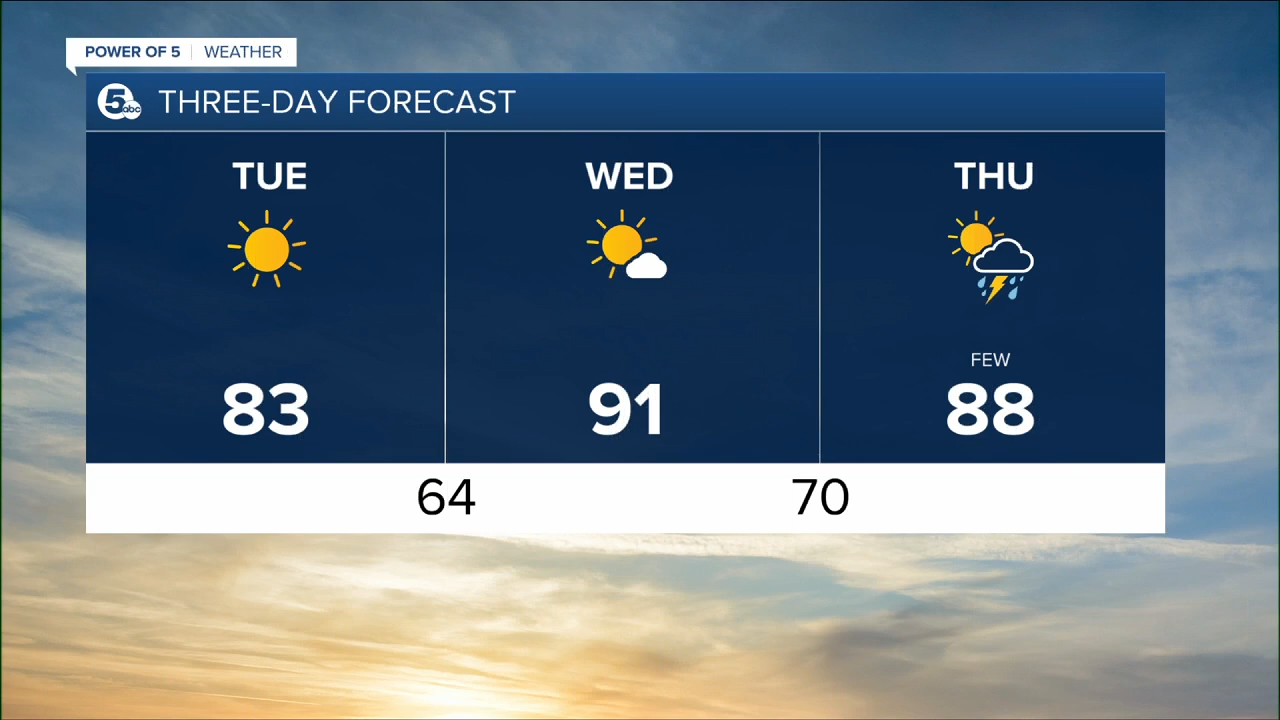 POWER OF 5 | WEATHER
5 abc THREE-DAY FORECAST
TUE WED THU
FEW
83 91 88
64 70